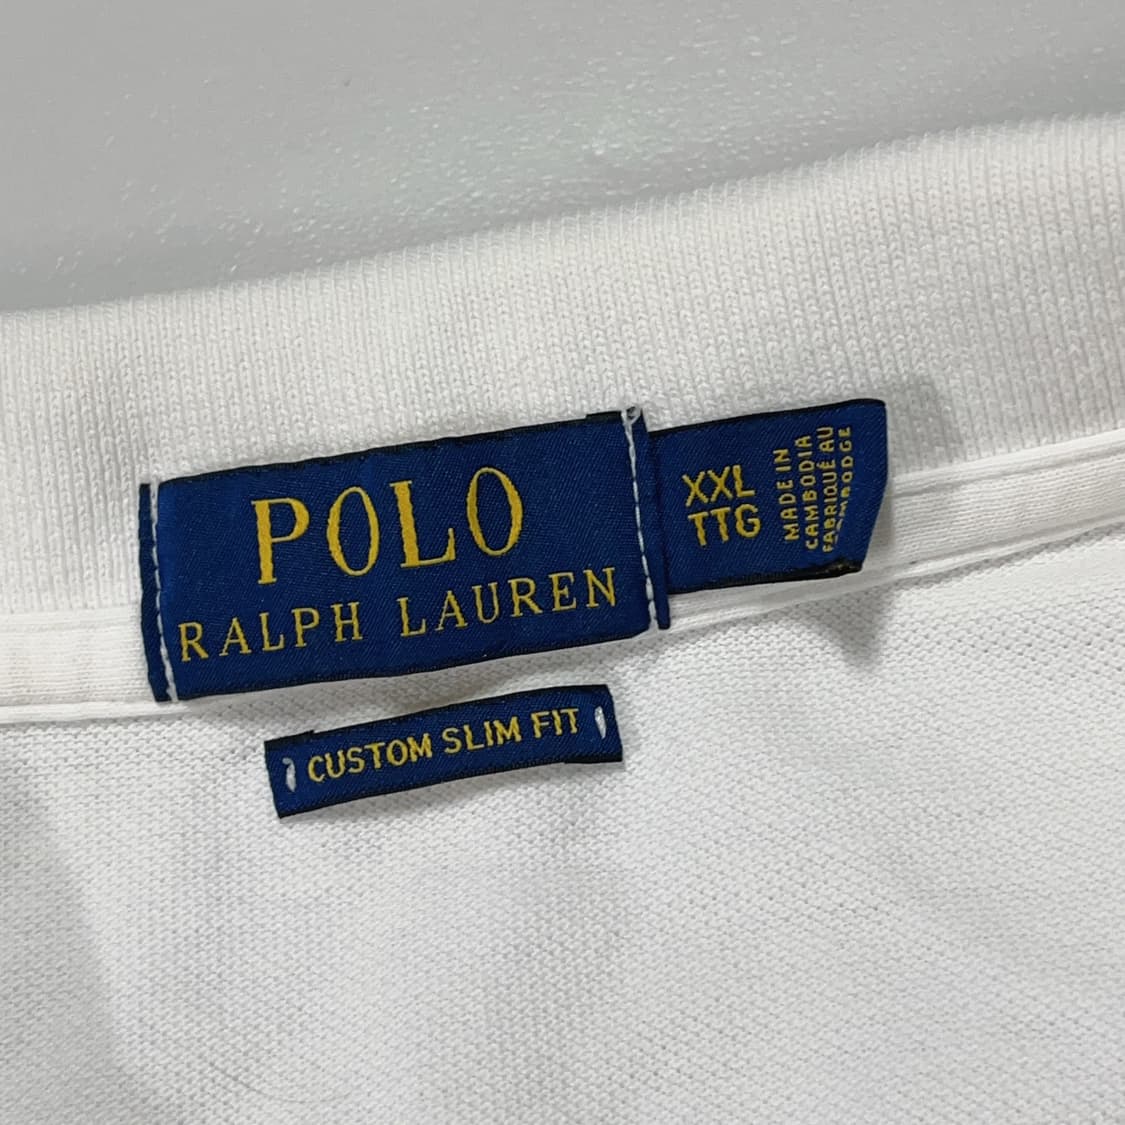 POLO
RALPH LAUREN
XXL
TTG
MADE IN
CAMBODIA
FABRIQUÉ AU
CAMBODGE
CUSTOM SLIM FIT